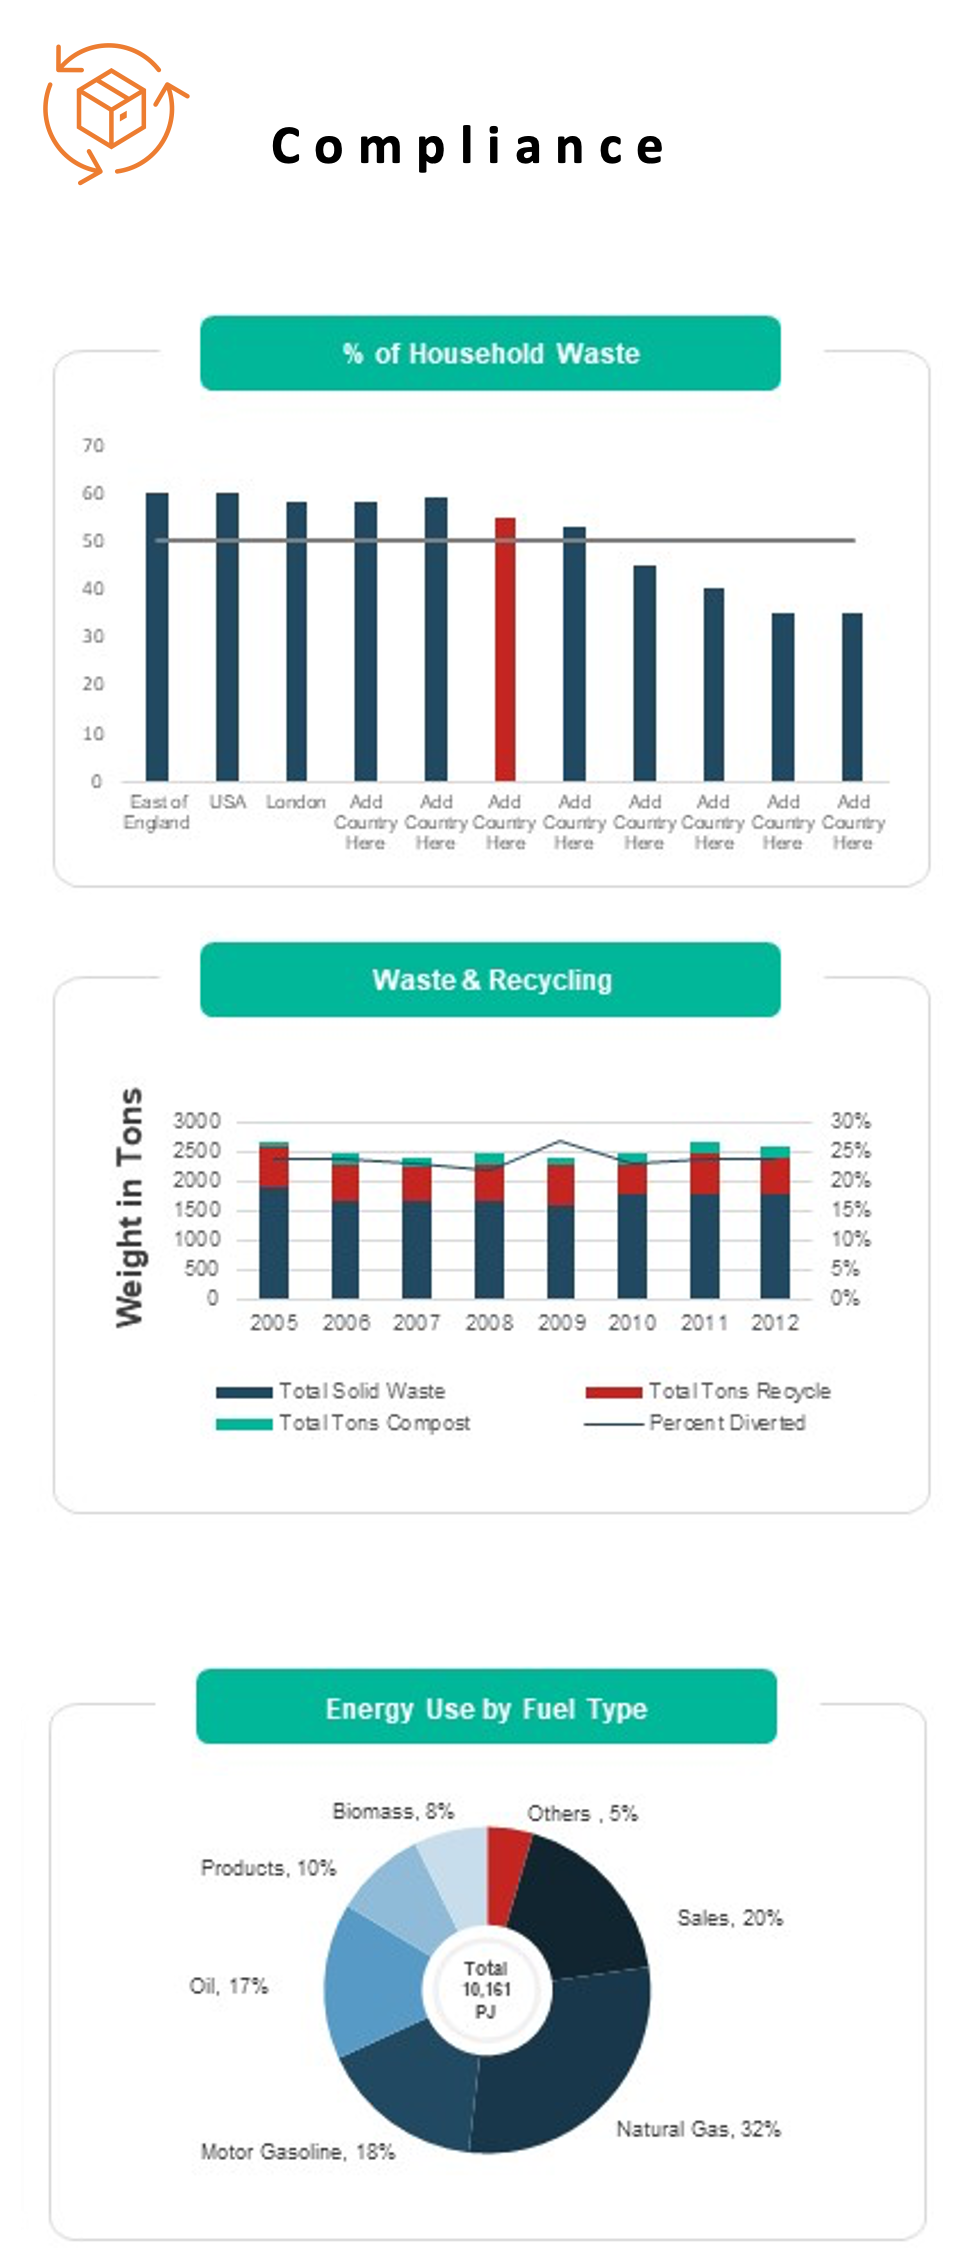 Compliance
% of Household Waste
70
60
50
40
30
20
10
0
East of England
USA
London
Add Country Here
Add Country Here
Add Country Here
Add Country Here
Add Country Here
Add Country Here
Add Country Here
Add Country Here
Waste & Recycling
Weight in Tons
3000
2500
2000
1500
1000
500
0
30%
25%
20%
15%
10%
5%
0%
2005 2006 2007 2008 2009 2010 2011 2012
Total Solid Waste
Total Tons Recycle
Total Tons Compost
Percent Diverted
Energy Use by Fuel Type
Biomass, 8%
Others , 5%
Products, 10%
Sales, 20%
Oil, 17%
Total
10,161
PJ
Natural Gas, 32%
Motor Gasoline, 18%